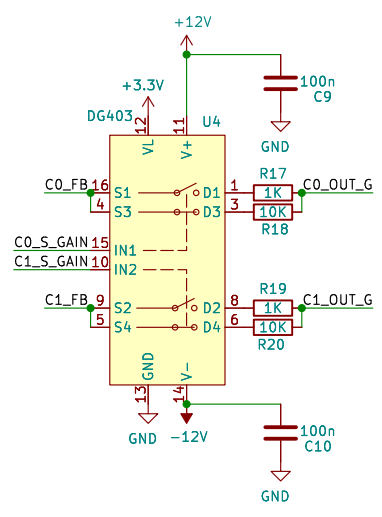 +12V
+3.3V
100n
C9
DG403
U4
12
11
VL
V+
GND
R17
C0_FB
16
S1
D1
1
1K
C0_OUT_G
4
S3
D3
3
10K
R18
C0_S_GAIN
15
IN1
C1_S_GAIN
10
IN2
R19
C1_FB
9
S2
D2
8
1K
C1_OUT_G
5
S4
D4
6
10K
R20
GND
V-
13
14
GND
-12V
100n
C10
GND